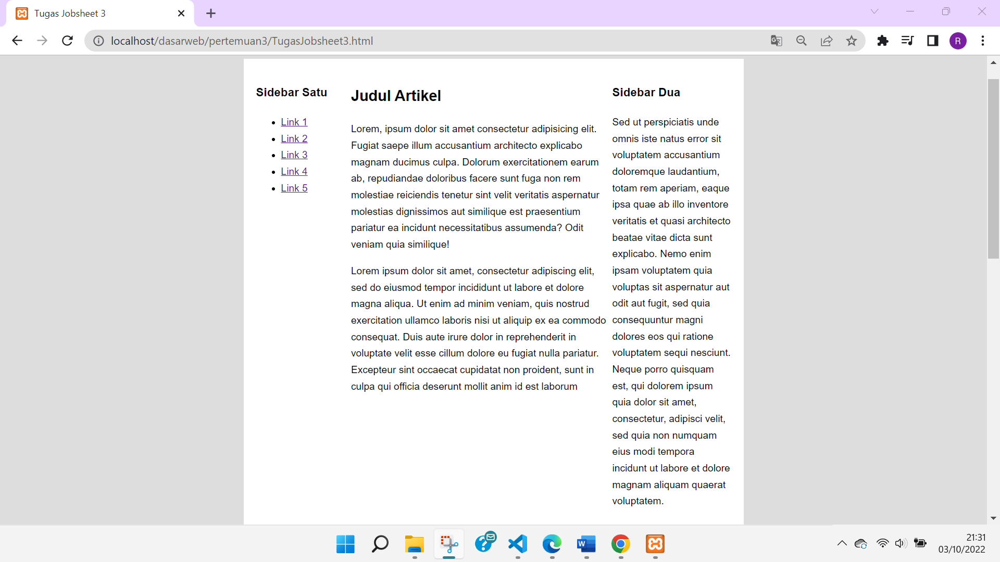 Tugas Jobsheet 3
localhost/dasarweb/pertemuan3/TugasJobsheet3.html
R
Sidebar Satu
Link 1
Link 2
Link 3
Link 4
Link 5
Judul Artikel
Lorem, ipsum dolor sit amet consectetur adipisicing elit.
Fugiat saepe illum accusantium architecto explicabo
magnam ducimus culpa. Dolorum exercitationem earum
ab, repudiandae doloribus facere sunt fuga non rem
molestiae reiciendis tenetur sint velit veritatis aspernatur
molestias dignissimos aut similique est praesentium
pariatur ea incidunt necessitatibus assumenda? Odit
veniam quia similique!
Lorem ipsum dolor sit amet, consectetur adipiscing elit,
sed do eiusmod tempor incididunt ut labore et dolore
magna aliqua. Ut enim ad minim veniam, quis nostrud
exercitation ullamco laboris nisi ut aliquip ex ea commodo
consequat. Duis aute irure dolor in reprehenderit in
voluptate velit esse cillum dolore eu fugiat nulla pariatur.
Excepteur sint occaecat cupidatat non proident, sunt in
culpa qui officia deserunt mollit anim id est laborum
Sidebar Dua
Sed ut perspiciatis unde
omnis iste natus error sit
voluptatem accusantium
doloremque laudantium,
totam rem aperiam, eaque
ipsa quae ab illo inventore
veritatis et quasi architecto
beatae vitae dicta sunt
explicabo. Nemo enim
ipsam voluptatem quia
voluptas sit aspernatur aut
odit aut fugit, sed quia
consequuntur magni
dolores eos qui ratione
voluptatem sequi nesciunt.
Neque porro quisquam
est, qui dolorem ipsum
quia dolor sit amet,
consectetur, adipisci velit,
sed quia non numquam
eius modi tempora
incidunt ut labore et dolore
magnam aliquam quaerat
voluptatem.
21:31
03/10/2022